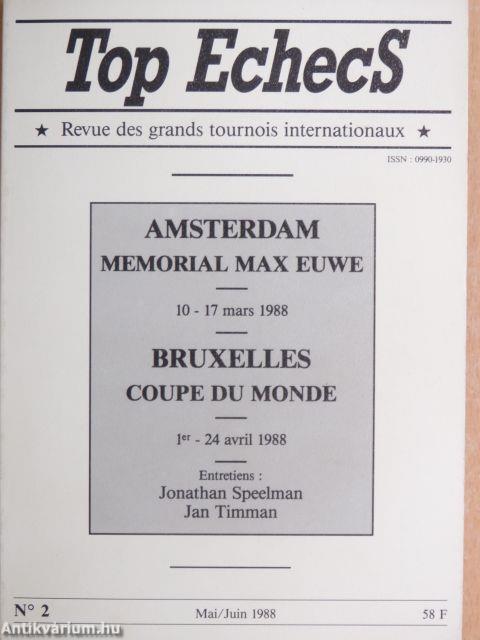 Top EchecS
★ Revue des grands tournois internationaux ★
ISSN : 0990-1930
AMSTERDAM
MEMORIAL MAX EUWE
10 - 17 mars 1988
BRUXELLES
COUPE DU MONDE
1er - 24 avril 1988
Entretiens :
Jonathan Speelman
Jan Timman
N° 2 Mai/Juin 1988 58 F
Antikvárium.hu